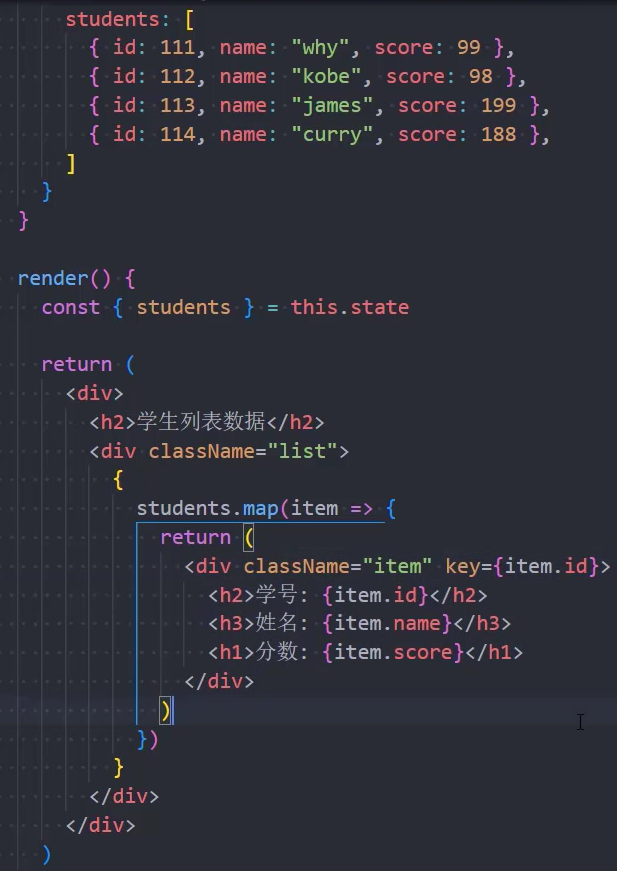 students: [
{ id: 111, name: "why", score: 99 },
{ id: 112, name: "kobe", score: 98 },
{ id: 113, name: "james", score: 199 },
{ id: 114, name: "curry", score: 188 },
]
}
}
render() {
const { students } = this.state
return (
<div>
<h2>学生列表数据</h2>
<div className="list">
{
students.map(item => {
return (
<div className="item" key={item.id}>
<h2>学号: {item.id}</h2>
<h3>姓名: {item.name}</h3>
<h1>分数: {item.score}</h1>
</div>
)
})
}
</div>
</div>
)